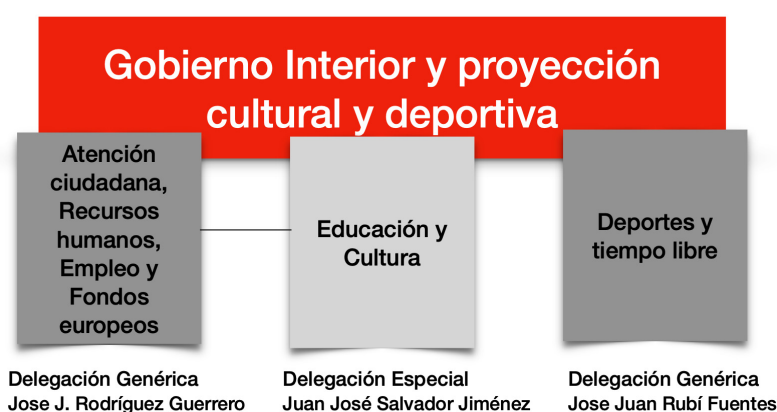 Gobierno Interior y proyección
cultural y deportiva
Atención
ciudadana,
Recursos
humanos,
Empleo y
Fondos
europeos
Educación y
Cultura
Deportes y
tiempo libre
Delegación Genérica
Jose J. Rodríguez Guerrero
Delegación Especial
Juan José Salvador Jiménez
Delegación Genérica
Jose Juan Rubí Fuentes